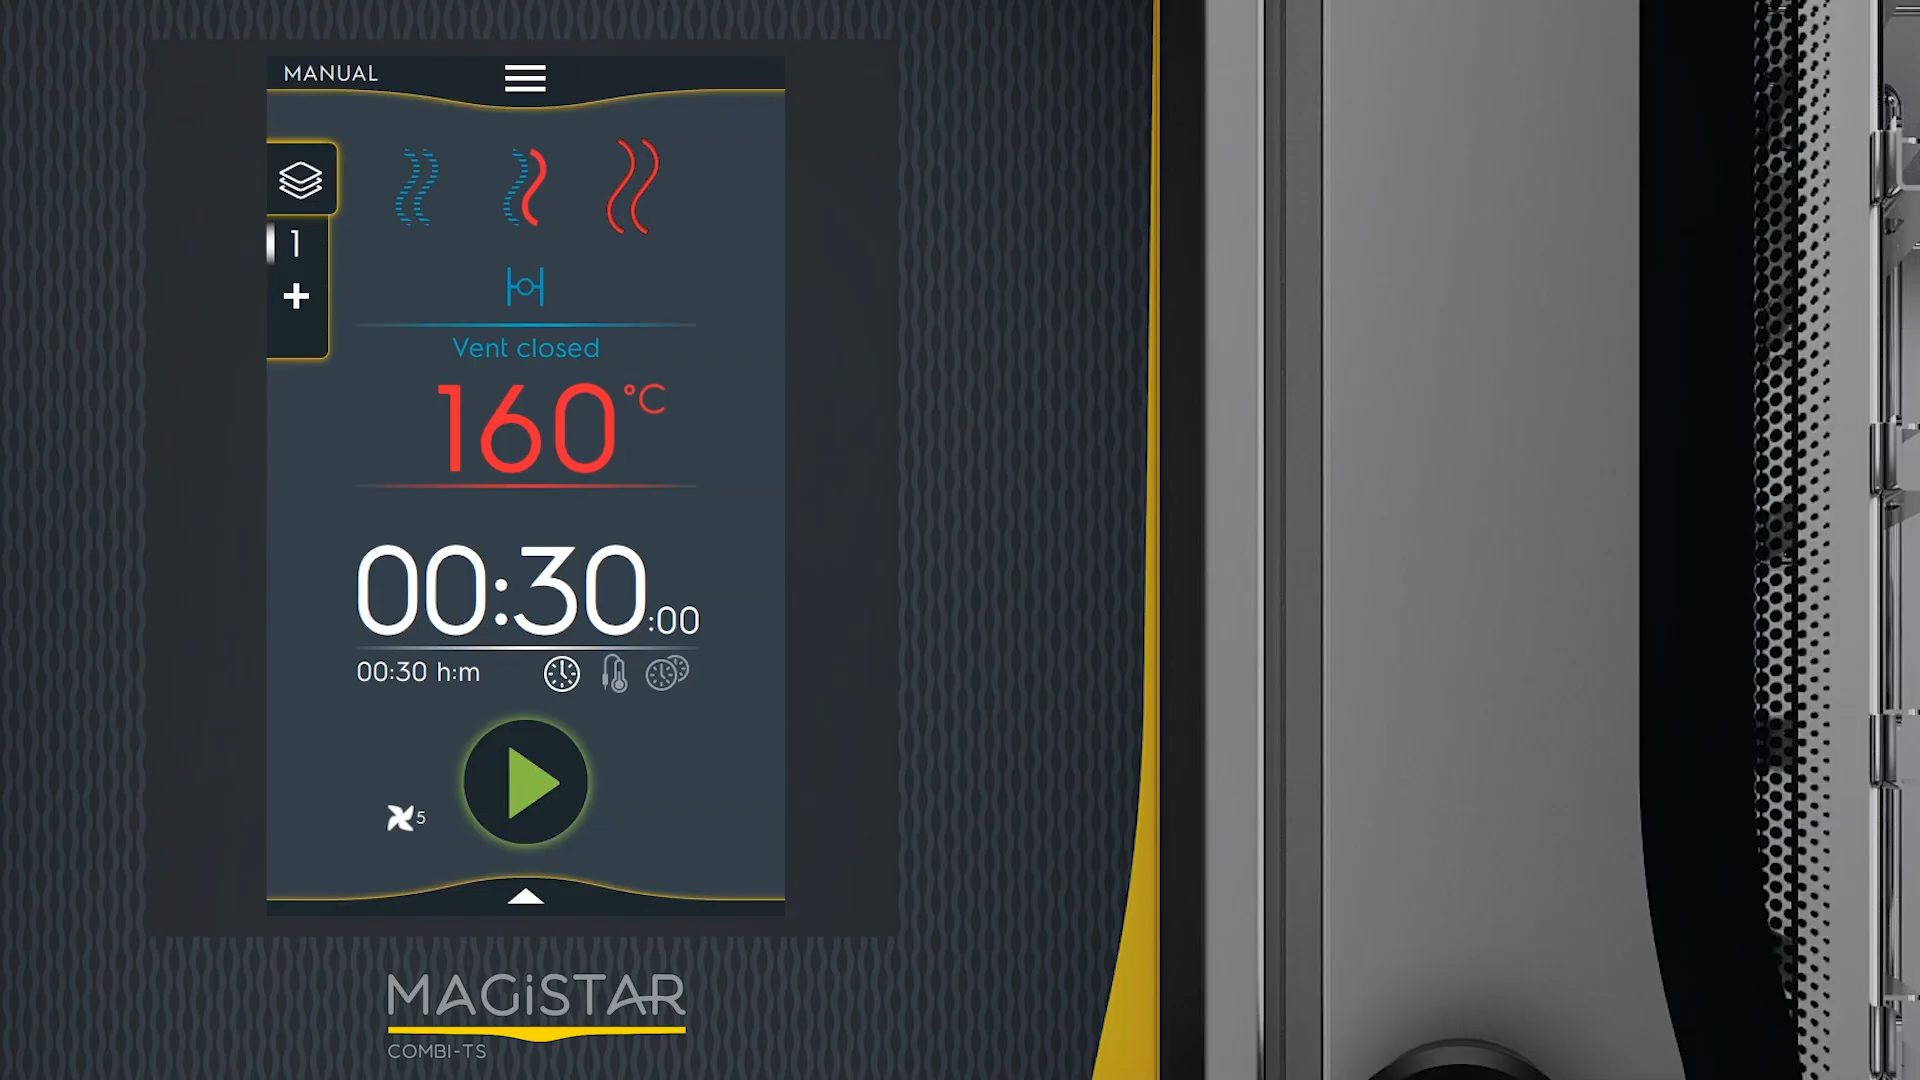 MANUAL
1
+
Vent closed
160°C
00:30:00
00:30 h:m
5
MAGiSTAR
COMBI-TS